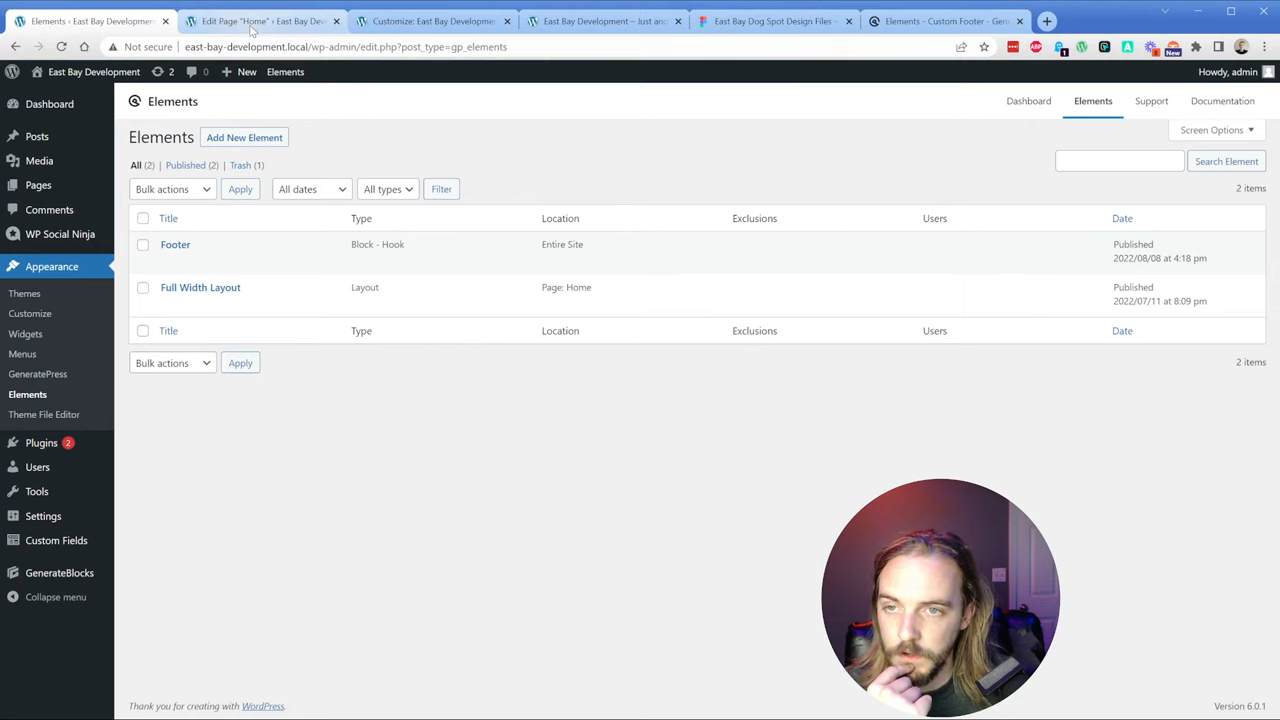 Elements ‹ East Bay Developmen
Edit Page "Home" ‹ East Bay Dev
Customize: East Bay Developmen
East Bay Development – Just an
East Bay Dog Spot Design Files –
Elements - Custom Footer - Gen
Not secure east-bay-development.local/wp-admin/edit.php?post_type=gp_elements
New
East Bay Development 2 0 New Elements
Howdy, admin
Dashboard
Posts
Media
Pages
Comments
WP Social Ninja
Appearance
Themes
Customize
Widgets
Menus
GeneratePress
Elements
Theme File Editor
Plugins 2
Users
Tools
Settings
Custom Fields
GenerateBlocks
Collapse menu
Elements
Dashboard Elements Support Documentation
Screen Options
Elements Add New Element
All (2) | Published (2) | Trash (1)
Search Element
Bulk actions Apply All dates All types Filter
2 items
Title Type Location Exclusions Users Date
Footer Block - Hook Entire Site Published
2022/08/08 at 4:18 pm
Full Width Layout Layout Page: Home Published
2022/07/11 at 8:09 pm
Title Type Location Exclusions Users Date
Bulk actions Apply
2 items
Thank you for creating with WordPress.
Version 6.0.1